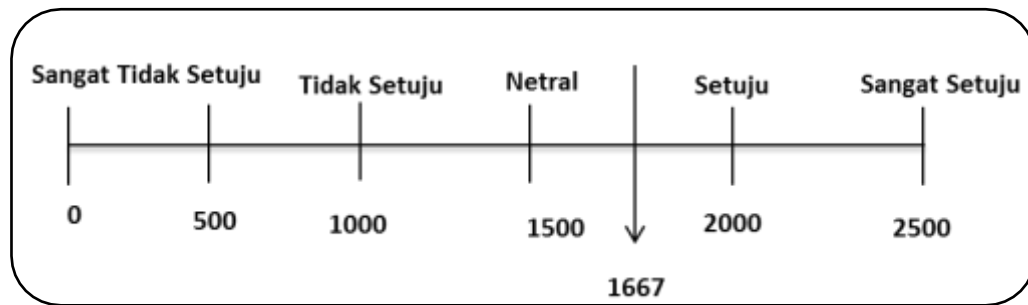 Sangat Tidak Setuju
Tidak Setuju
Netral
Setuju
Sangat Setuju
0
500
1000
1500
2000
2500
1667